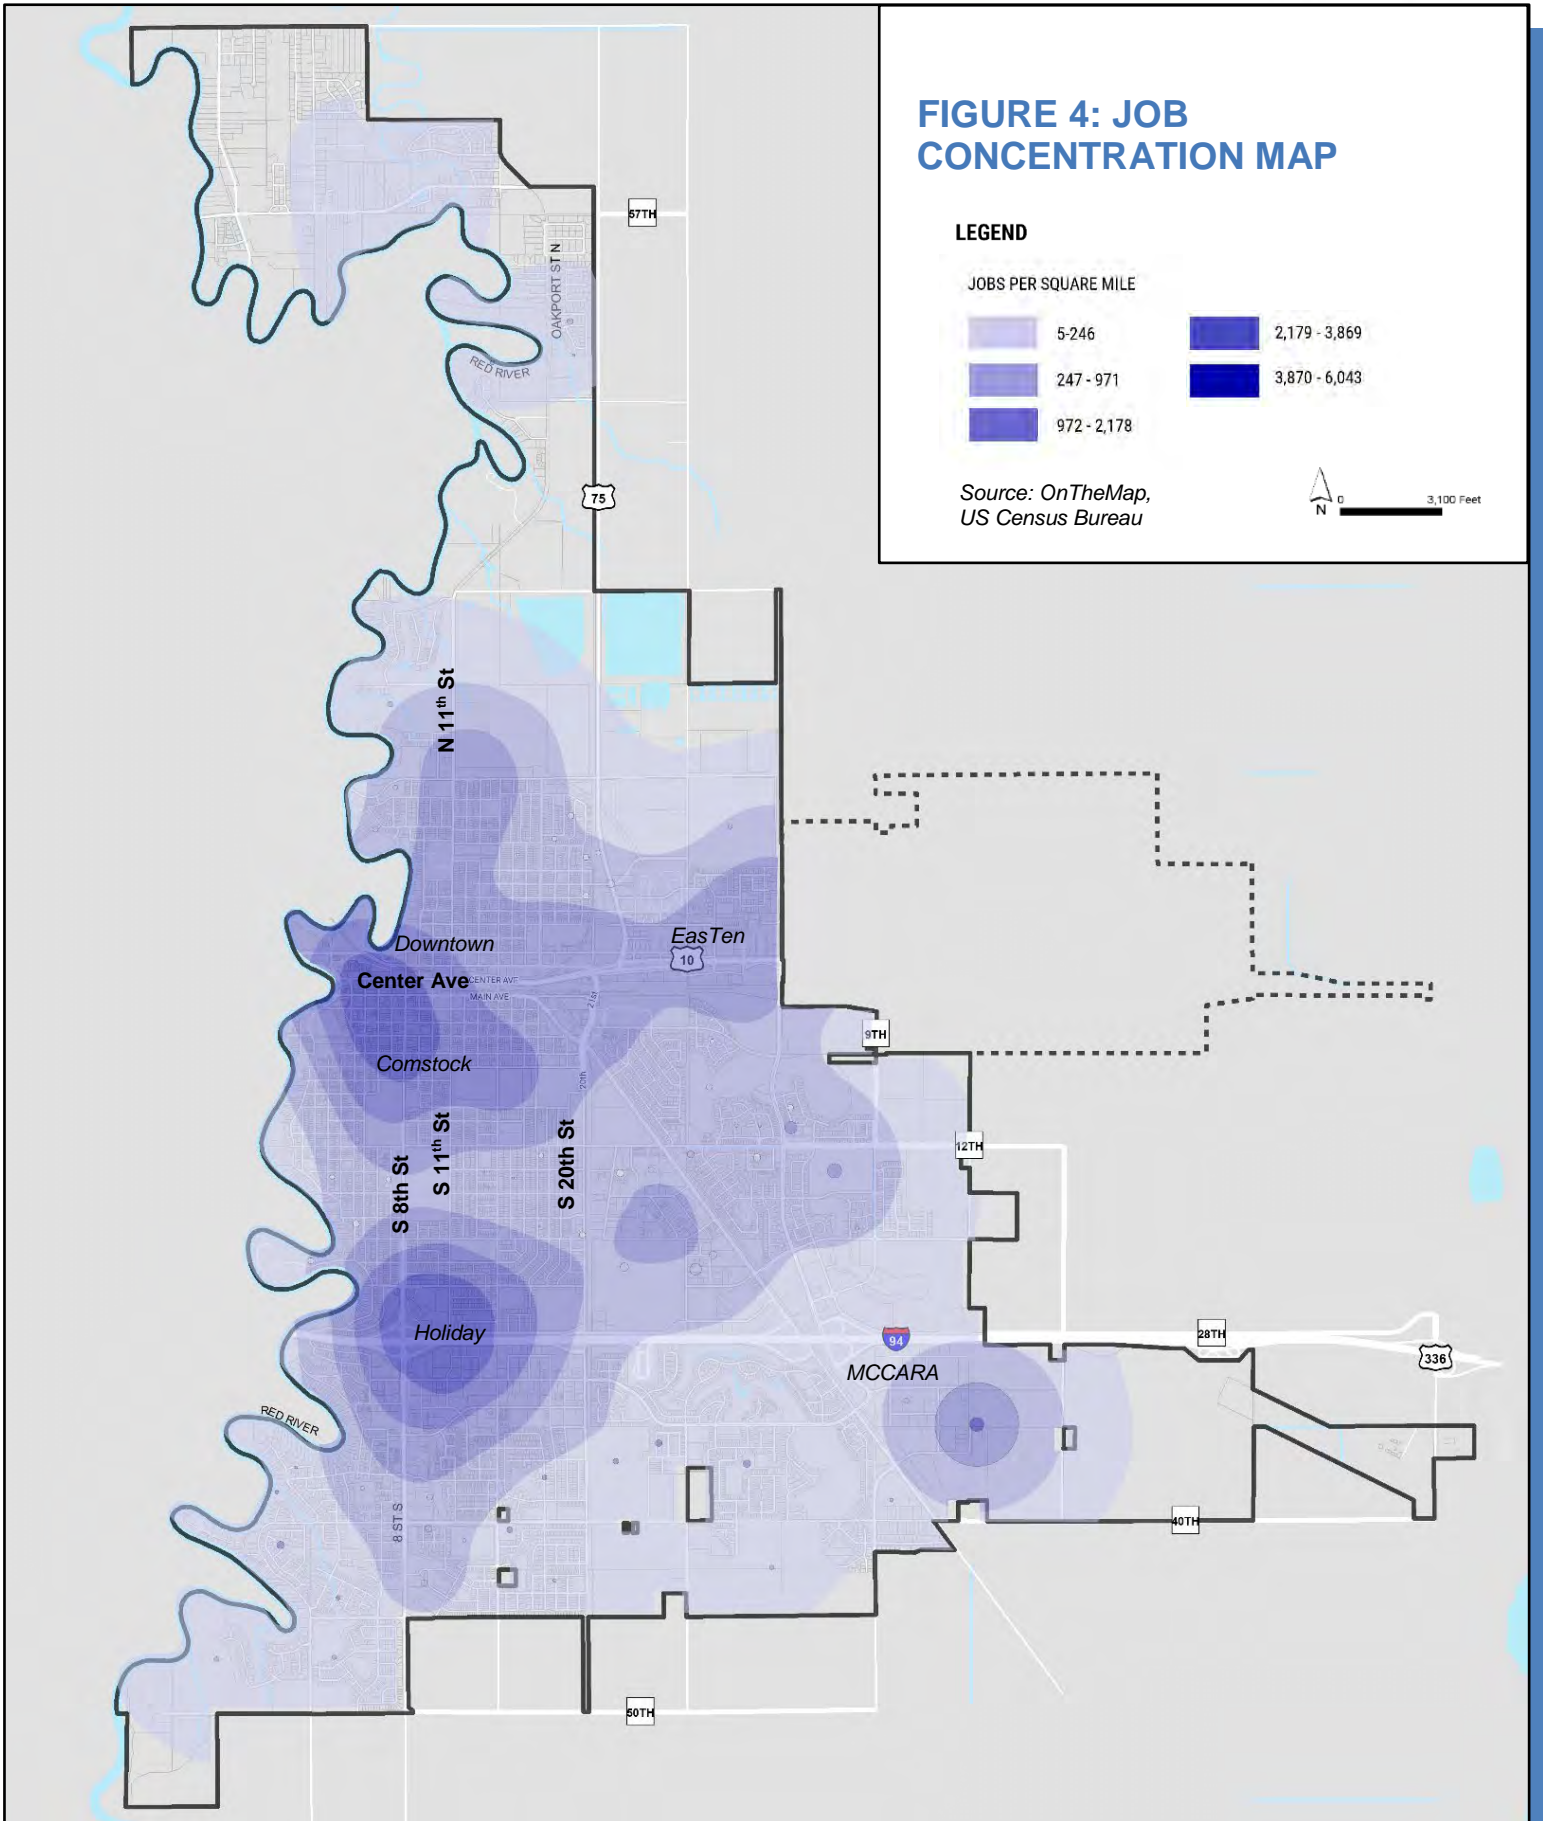 FIGURE 4: JOB
CONCENTRATION MAP
LEGEND
JOBS PER SQUARE MILE
5-246
247 - 971
972 - 2,178
2,179 - 3,869
3,870 - 6,043
Source: OnTheMap,
US Census Bureau
N
0
3,100 Feet
57TH
OAKPORT ST N
RED RIVER
75
N 11th St
Downtown
EasTen
10
Center Ave
CENTER AVE
MAIN AVE
21St
9TH
Comstock
20th
S 8th St
S 11th St
S 20th St
12TH
Holiday
94
28TH
336
MCCARA
RED RIVER
8 ST S
40TH
50TH